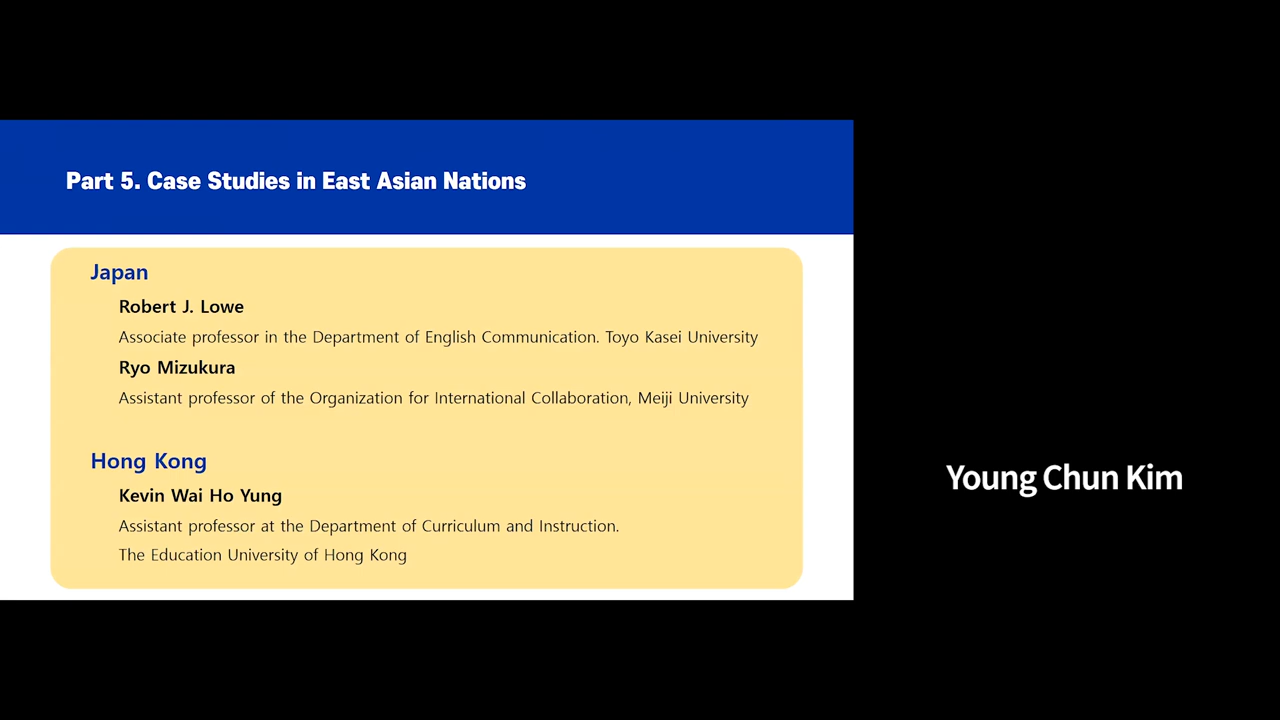 Part 5. Case Studies in East Asian Nations
Japan
Robert J. Lowe
Associate professor in the Department of English Communication. Toyo Kasei University
Ryo Mizukura
Assistant professor of the Organization for International Collaboration, Meiji University
Hong Kong
Kevin Wai Ho Yung
Assistant professor at the Department of Curriculum and Instruction.
The Education University of Hong Kong
Young Chun Kim